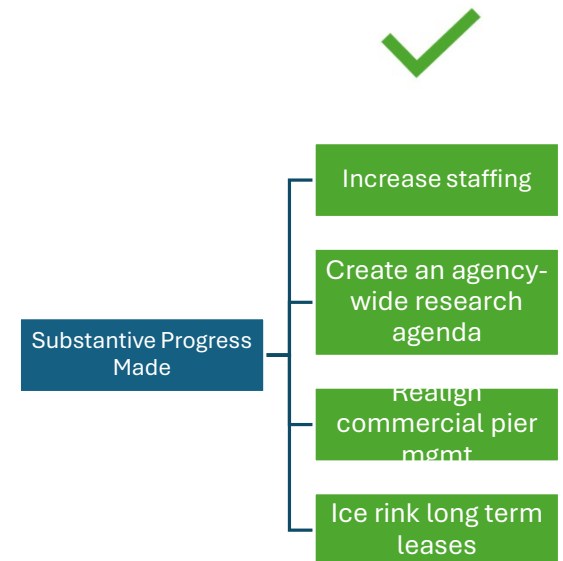 Increase staffing
Create an agency-
wide research
agenda
Substantive Progress
Made
Realign
commercial pier
mgmt
Ice rink long term
leases